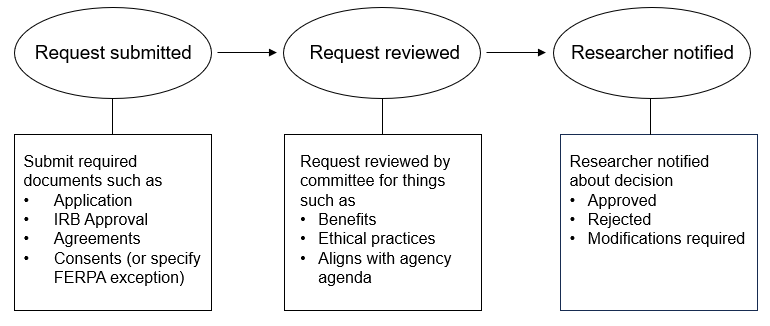 Request submitted
Request reviewed
Researcher notified
Submit required
documents such as
• Application
• IRB Approval
• Agreements
• Consents (or specify
FERPA exception)
Request reviewed by
committee for things
such as
• Benefits
• Ethical practices
• Aligns with agency
agenda
Researcher notified
about decision
• Approved
• Rejected
• Modifications required